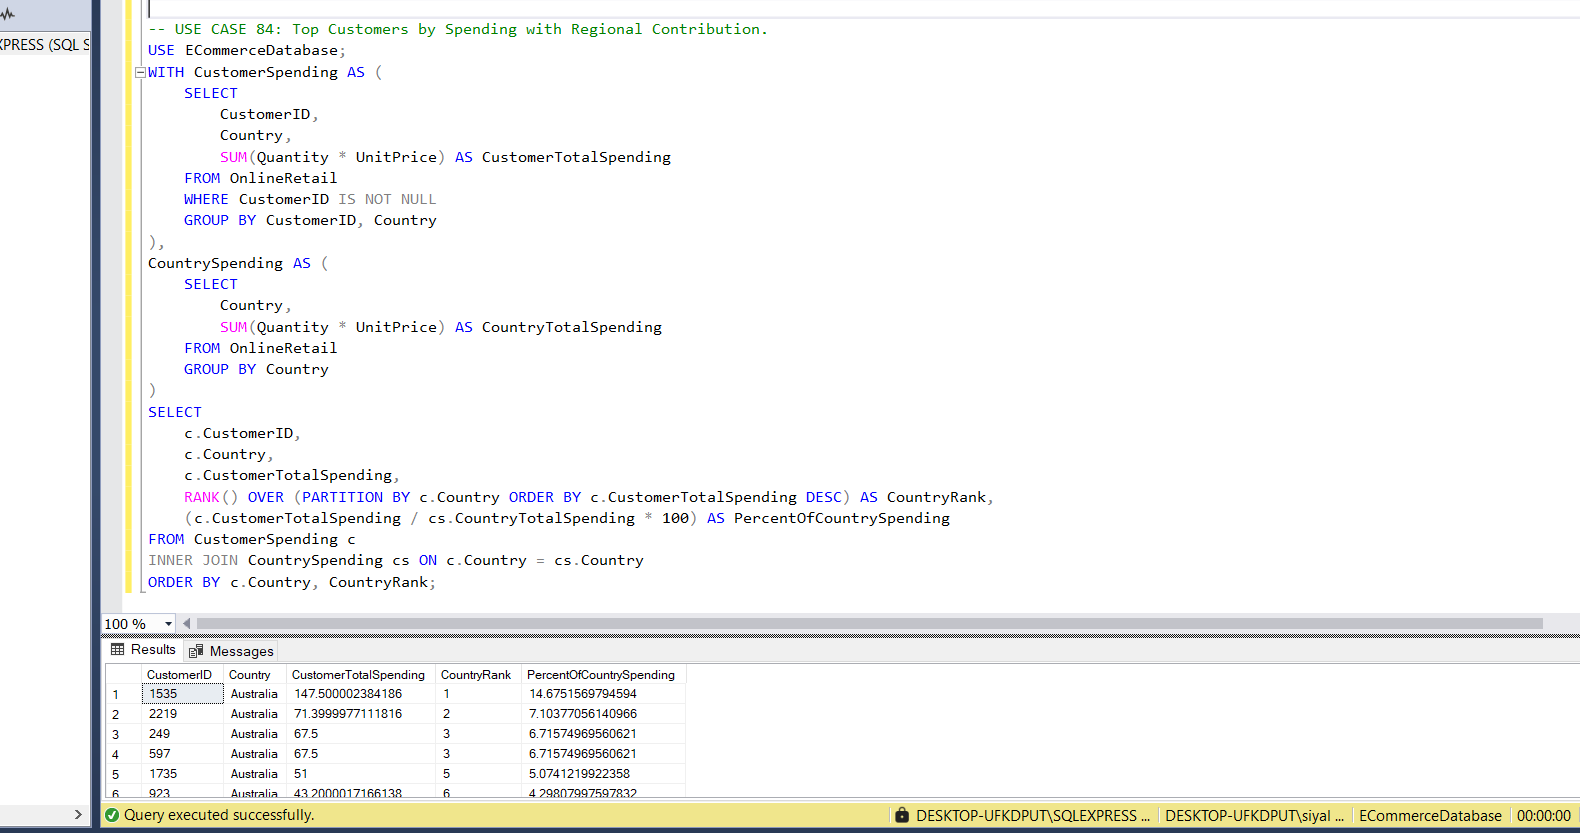 XPRESS (SQL S
-- USE CASE 84: Top Customers by Spending with Regional Contribution.
USE ECommerceDatabase;
WITH CustomerSpending AS (
SELECT
CustomerID,
Country,
SUM(Quantity * UnitPrice) AS CustomerTotalSpending
FROM OnlineRetail
WHERE CustomerID IS NOT NULL
GROUP BY CustomerID, Country
),
CountrySpending AS (
SELECT
Country,
SUM(Quantity * UnitPrice) AS CountryTotalSpending
FROM OnlineRetail
GROUP BY Country
)
SELECT
c.CustomerID,
c.Country,
c.CustomerTotalSpending,
RANK() OVER (PARTITION BY c.Country ORDER BY c.CustomerTotalSpending DESC) AS CountryRank,
(c.CustomerTotalSpending / cs.CountryTotalSpending * 100) AS PercentOfCountrySpending
FROM CustomerSpending c
INNER JOIN CountrySpending cs ON c.Country = cs.Country
ORDER BY c.Country, CountryRank;
100 %
Results Messages
CustomerID Country CustomerTotalSpending CountryRank PercentOfCountrySpending
1 1535 Australia 147.500002384186 1 14.6751569794594
2 2219 Australia 71.3999977111816 2 7.10377056140966
3 249 Australia 67.5 3 6.71574969560621
4 597 Australia 67.5 3 6.71574969560621
5 1735 Australia 51 5 5.0741219922358
6 923 Australia 43.2000017166138 6 4.29807997597832
Query executed successfully. DESKTOP-UFKDPUT\SQLEXPRESS ... DESKTOP-UFKDPUT\siyal ... ECommerceDatabase 00:00:00